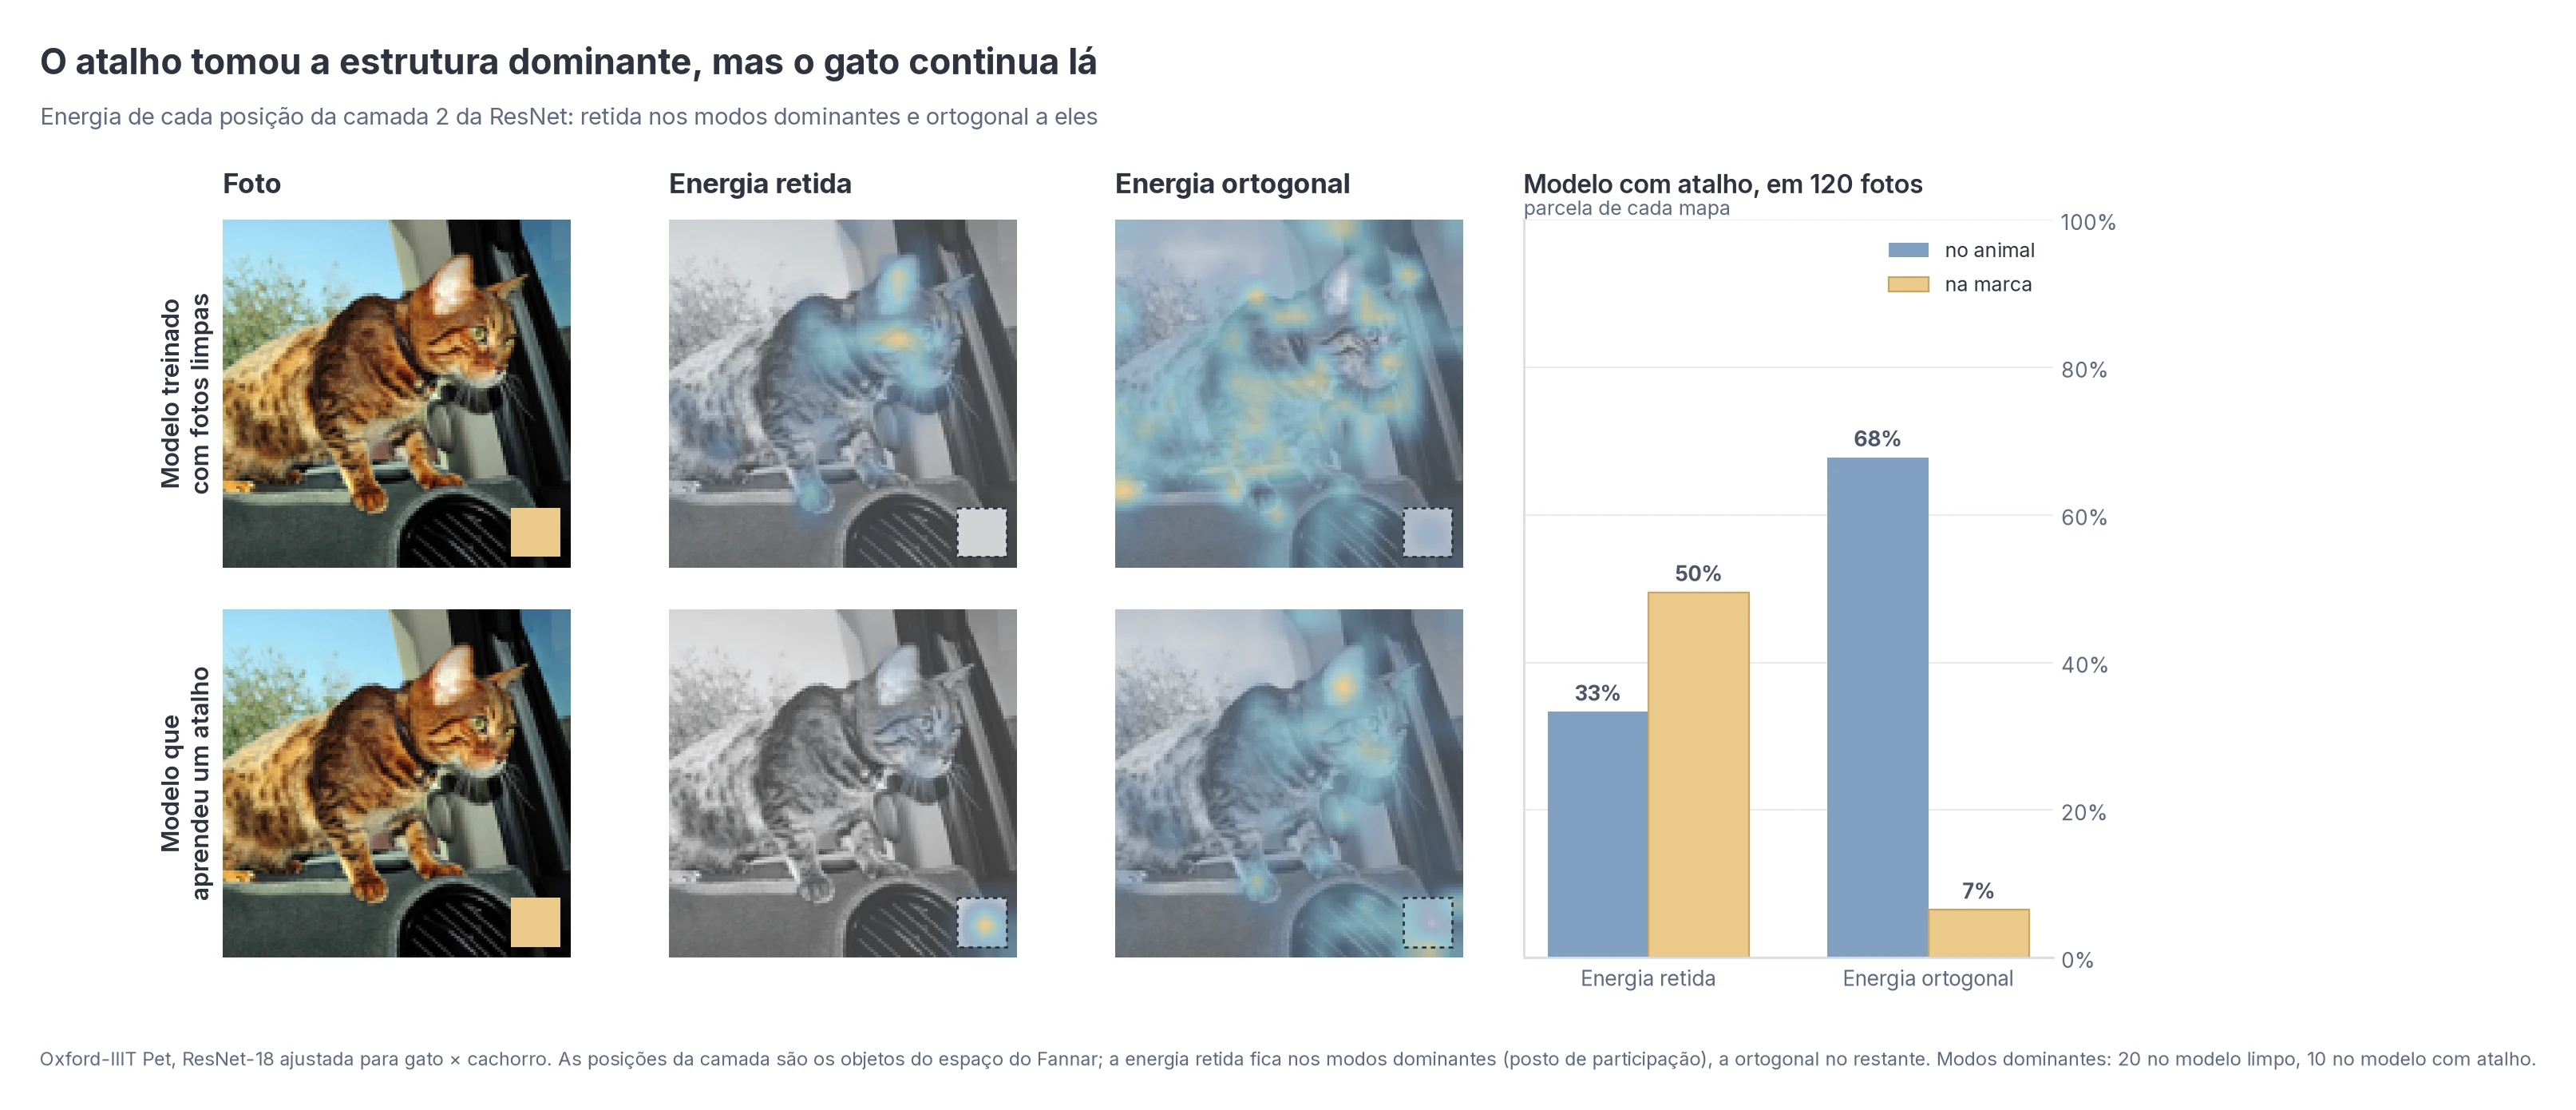 O atalho tomou a estrutura dominante, mas o gato continua lá
Energia de cada posição da camada 2 da ResNet: retida nos modos dominantes e ortogonal a eles
Foto
Energia retida
Energia ortogonal
Modelo com atalho, em 120 fotos
parcela de cada mapa
Modelo treinado
com fotos limpas
Modelo que
aprendeu um atalho
100%
80%
60%
40%
20%
0%
no animal
na marca
33%
50%
68%
7%
Energia retida
Energia ortogonal
Oxford-IIIT Pet, ResNet-18 ajustada para gato × cachorro. As posições da camada são os objetos do espaço do Fannar; a energia retida fica nos modos dominantes (posto de participação), a ortogonal no restante. Modos dominantes: 20 no modelo limpo, 10 no modelo com atalho.